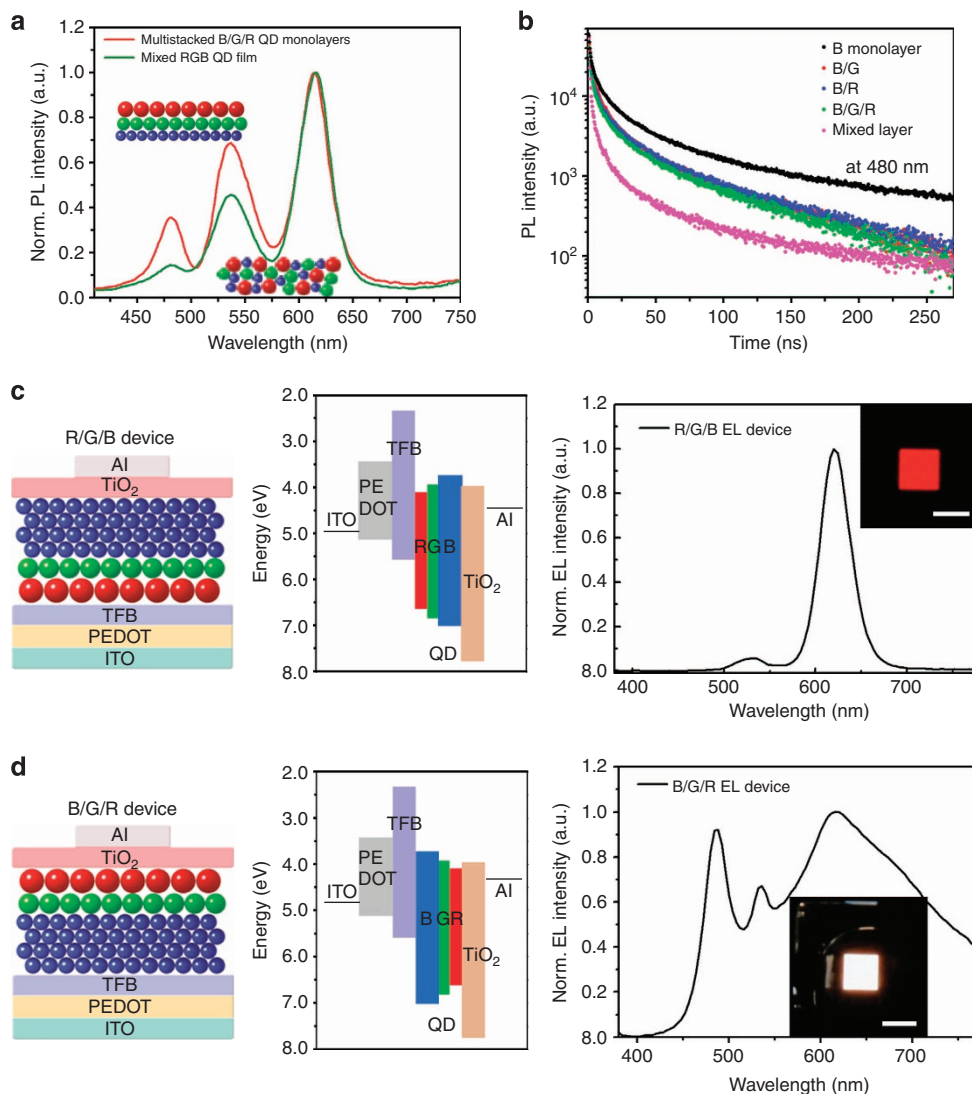 a
1.2
1.0
0.8
0.6
0.4
0.2
0.0
Norm. PL intensity (a.u.)
Multistacked B/G/R QD monolayers
Mixed RGB QD film
450
500
550
600
650
700
750
Wavelength (nm)
b
10⁴
10³
10²
PL intensity (a.u.)
B monolayer
B/G
B/R
B/G/R
Mixed layer
at 480 nm
0
50
100
150
200
250
Time (ns)
c
R/G/B device
Al
TiO₂
TFB
PEDOT
ITO
2.0
3.0
4.0
5.0
6.0
7.0
8.0
Energy (eV)
ITO
PE
DOT
TFB
R
G
B
TiO₂
Al
QD
1.2
1.0
0.8
0.6
0.4
0.2
8.0
Norm. EL intensity (a.u.)
R/G/B EL device
400
500
600
700
Wavelength (nm)
d
B/G/R device
Al
TiO₂
TFB
PEDOT
ITO
2.0
3.0
4.0
5.0
6.0
7.0
8.0
Energy (eV)
ITO
PE
DOT
TFB
B
GR
TiO₂
Al
QD
1.2
1.0
0.8
0.6
0.4
0.2
8.0
Norm. EL intensity (a.u.)
B/G/R EL device
400
500
600
700
Wavelength (nm)